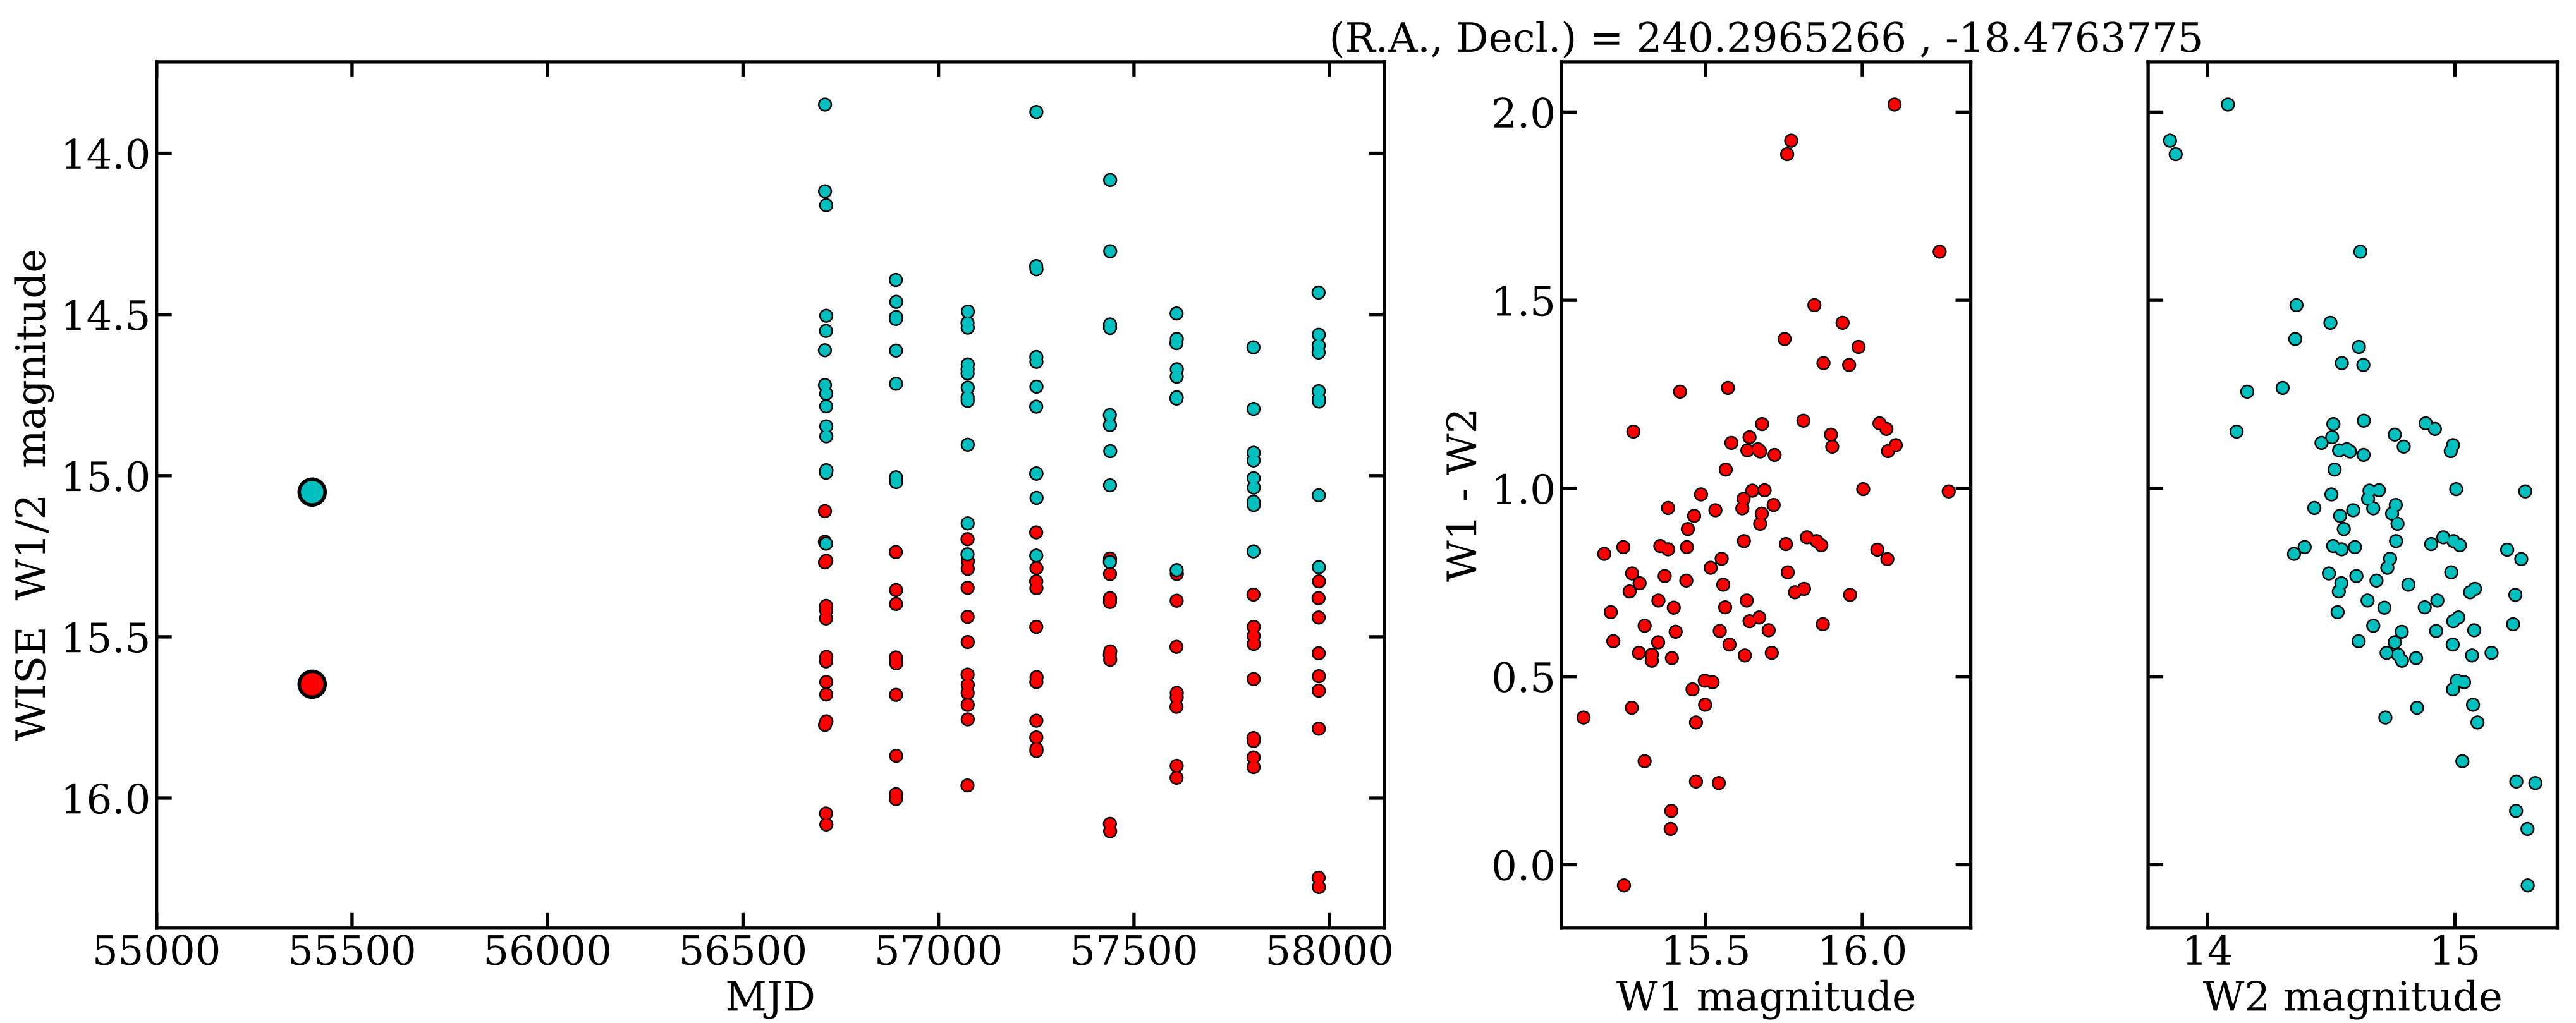 (R.A., Decl.) = 240.2965266 , -18.4763775
WISE W1/2 magnitude
14.0
14.5
15.0
15.5
16.0
55000 55500 56000 56500 57000 57500 58000
MJD
W1 - W2
2.0
1.5
1.0
0.5
0.0
15.5 16.0
W1 magnitude
14 15
W2 magnitude